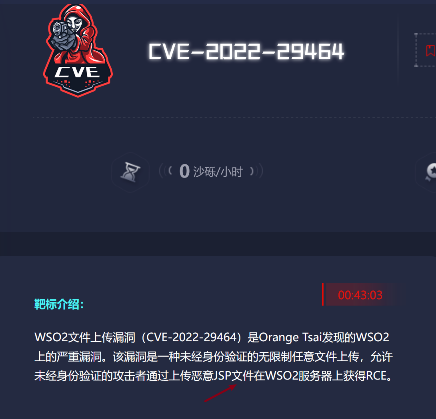 CVE
CVE-2022-29464
0 沙砾/小时
00:43:03
靶标介绍：
WSO2文件上传漏洞（CVE-2022-29464）是Orange Tsai发现的WSO2
上的严重漏洞。该漏洞是一种未经身份验证的无限制任意文件上传，允许
未经身份验证的攻击者通过上传恶意JSP文件在WSO2服务器上获得RCE。